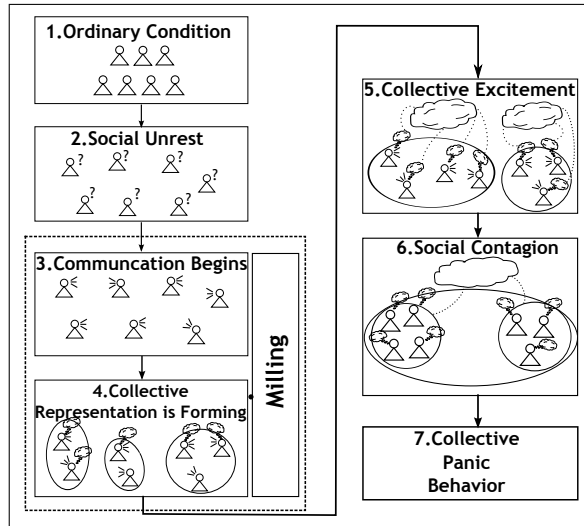 1.Ordinary Condition
2.Social Unrest
? ? ? ?
? ? ?
3.Communcation Begins
4.Collective
Representation is Forming
Milling
5.Collective Excitement
6.Social Contagion
7.Collective
Panic
Behavior